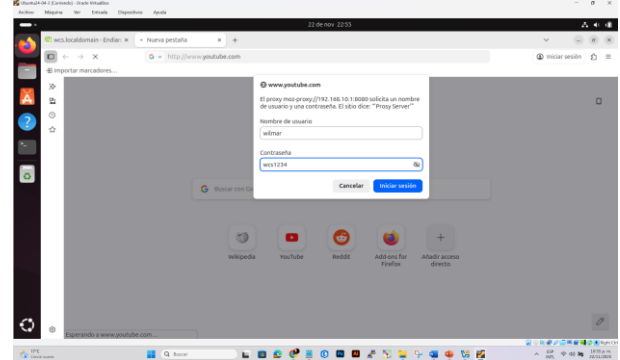 Ubuntu24-04-2 [Corriendo] - Oracle VirtualBox
Archivo Máquina Ver Entrada Dispositivos Ayuda
22 de nov 22:55
wcs.localdomain - Endian
Nueva pestaña
http://www.youtube.com
Iniciar sesión
Importar marcadores...
www.youtube.com
El proxy moz-proxy://192.168.10.1:8080 solicita un nombre
de usuario y una contraseña. El sitio dice: "Proxy Server"
Nombre de usuario
wilmar
Contraseña
wcs1234
Cancelar
Iniciar sesión
Buscar con Go
Wikipedia
YouTube
Reddit
Add-ons for
Firefox
Añadir acceso
directo
Esperando a www.youtube.com...
Buscar
ESP